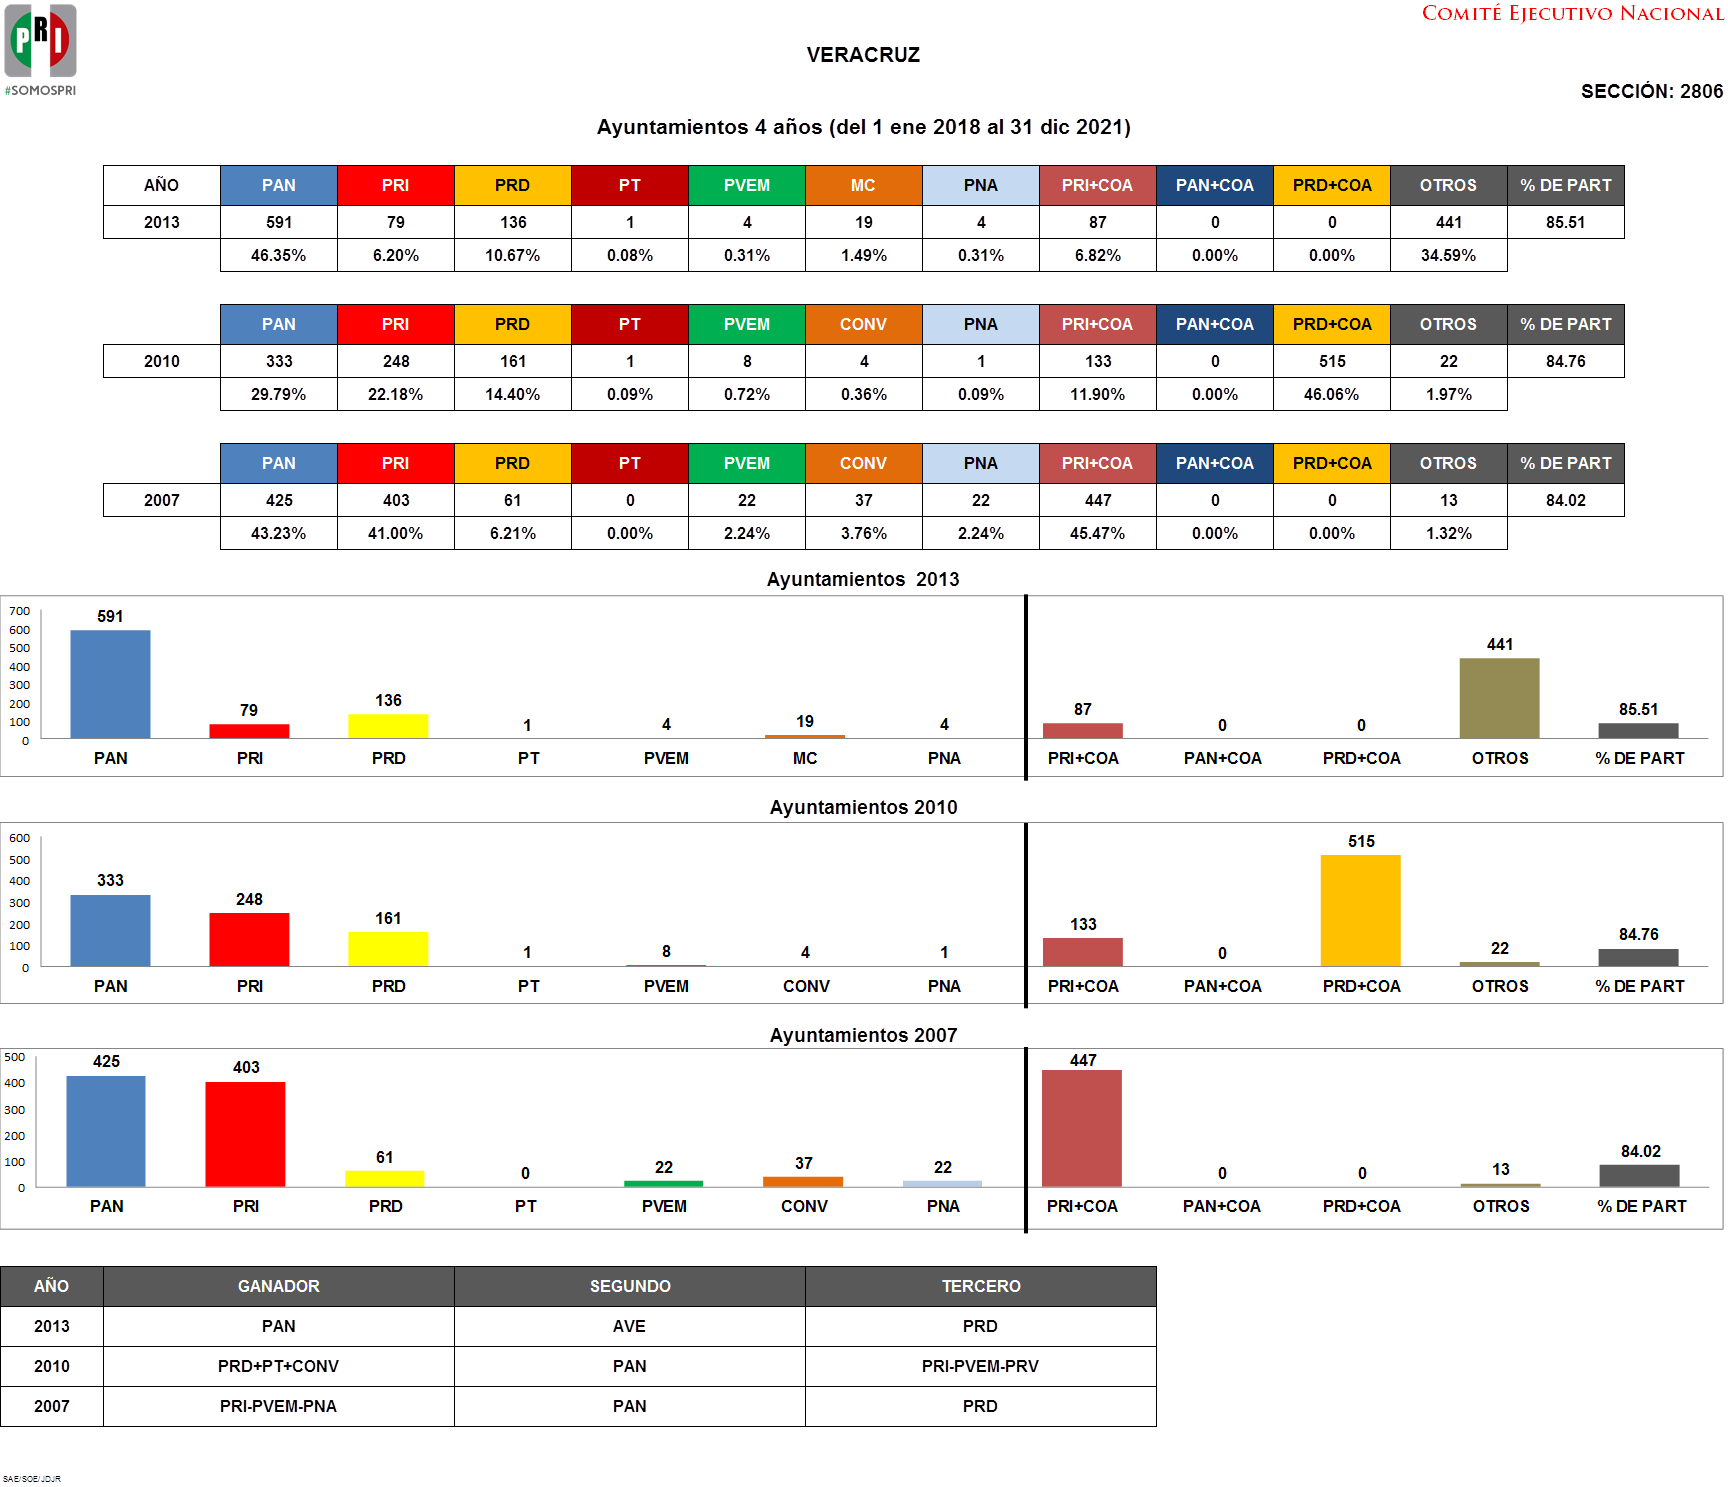 PRI
#SOMOSPRI
COMITÉ EJECUTIVO NACIONAL
VERACRUZ
SECCIÓN: 2806
Ayuntamientos 4 años (del 1 ene 2018 al 31 dic 2021)
AÑO PAN PRI PRD PT PVEM MC PNA PRI+COA PAN+COA PRD+COA OTROS % DE PART
2013 591 79 136 1 4 19 4 87 0 0 441 85.51
46.35% 6.20% 10.67% 0.08% 0.31% 1.49% 0.31% 6.82% 0.00% 0.00% 34.59%
PAN PRI PRD PT PVEM CONV PNA PRI+COA PAN+COA PRD+COA OTROS % DE PART
2010 333 248 161 1 8 4 1 133 0 515 22 84.76
29.79% 22.18% 14.40% 0.09% 0.72% 0.36% 0.09% 11.90% 0.00% 46.06% 1.97%
PAN PRI PRD PT PVEM CONV PNA PRI+COA PAN+COA PRD+COA OTROS % DE PART
2007 425 403 61 0 22 37 22 447 0 0 13 84.02
43.23% 41.00% 6.21% 0.00% 2.24% 3.76% 2.24% 45.47% 0.00% 0.00% 1.32%
Ayuntamientos 2013
700
600
500
400
300
200
100
0
591 79 136 1 4 19 4 87 0 0 441 85.51
PAN PRI PRD PT PVEM MC PNA PRI+COA PAN+COA PRD+COA OTROS % DE PART
Ayuntamientos 2010
600
500
400
300
200
100
0
333 248 161 1 8 4 1 133 0 515 22 84.76
PAN PRI PRD PT PVEM CONV PNA PRI+COA PAN+COA PRD+COA OTROS % DE PART
Ayuntamientos 2007
500
400
300
200
100
0
425 403 61 0 22 37 22 447 0 0 13 84.02
PAN PRI PRD PT PVEM CONV PNA PRI+COA PAN+COA PRD+COA OTROS % DE PART
AÑO GANADOR SEGUNDO TERCERO
2013 PAN AVE PRD
2010 PRD+PT+CONV PAN PRI-PVEM-PRV
2007 PRI-PVEM-PNA PAN PRD
SAE/SOE/JDJR